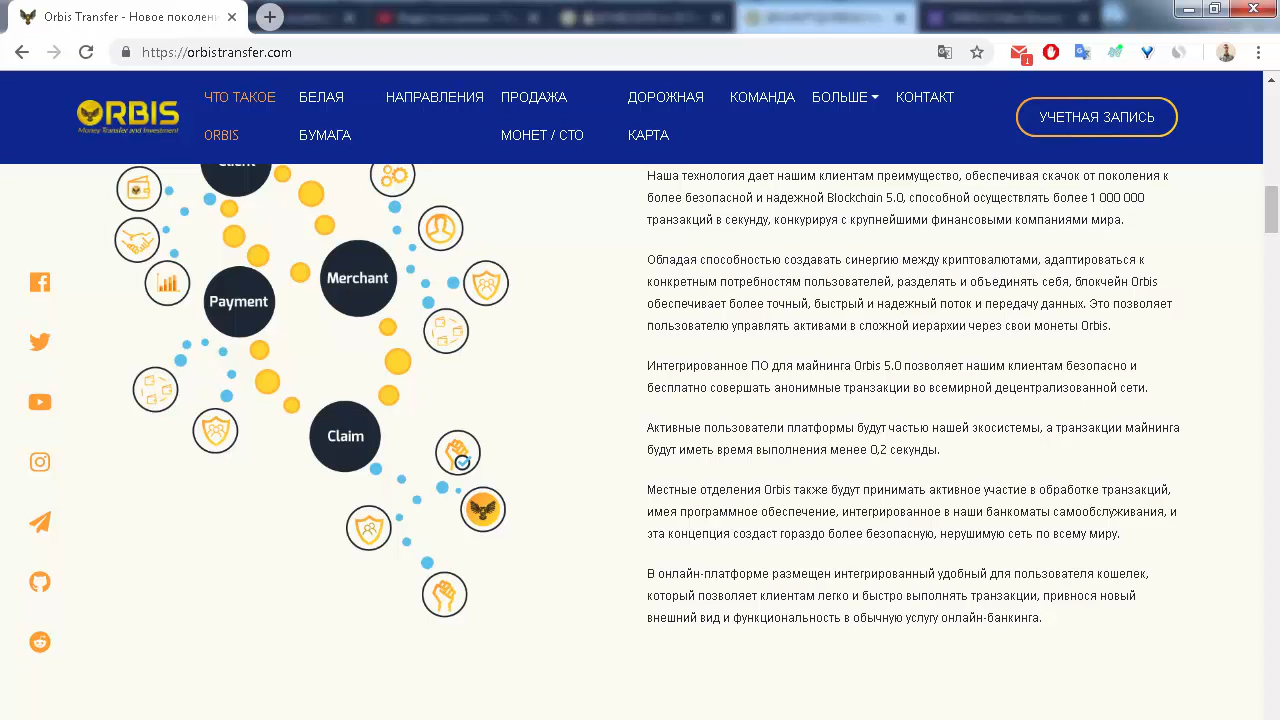 Orbis Transfer - Новое поколени
https://orbistransfer.com
1
ORBIS
Money Transfer and Investment
ЧТО ТАКОЕ ORBIS
БЕЛАЯ БУМАГА
НАПРАВЛЕНИЯ
ПРОДАЖА МОНЕТ / СТО
ДОРОЖНАЯ КАРТА
КОМАНДА
БОЛЬШЕ
КОНТАКТ
УЧЕТНАЯ ЗАПИСЬ
Client
Merchant
Payment
Claim
Наша технология дает нашим клиентам преимущество, обеспечивая скачок от поколения к
более безопасной и надежной Blockchain 5.0, способной осуществлять более 1 000 000
транзакций в секунду, конкурируя с крупнейшими финансовыми компаниями мира.
Обладая способностью создавать синергию между криптовалютами, адаптироваться к
конкретным потребностям пользователей, разделять и объединять себя, блокчейн Orbis
обеспечивает более точный, быстрый и надежный поток и передачу данных. Это позволяет
пользователю управлять активами в сложной иерархии через свои монеты Orbis.
Интегрированное ПО для майнинга Orbis 5.0 позволяет нашим клиентам безопасно и
бесплатно совершать анонимные транзакции во всемирной децентрализованной сети.
Активные пользователи платформы будут частью нашей экосистемы, а транзакции майнинга
будут иметь время выполнения менее 0,2 секунды.
Местные отделения Orbis также будут принимать активное участие в обработке транзакций,
имея программное обеспечение, интегрированное в наши банкоматы самообслуживания, и
эта концепция создаст гораздо более безопасную, нерушимую сеть по всему миру.
В онлайн-платформе размещен интегрированный удобный для пользователя кошелек,
который позволяет клиентам легко и быстро выполнять транзакции, привнося новый
внешний вид и функциональность в обычную услугу онлайн-банкинга.